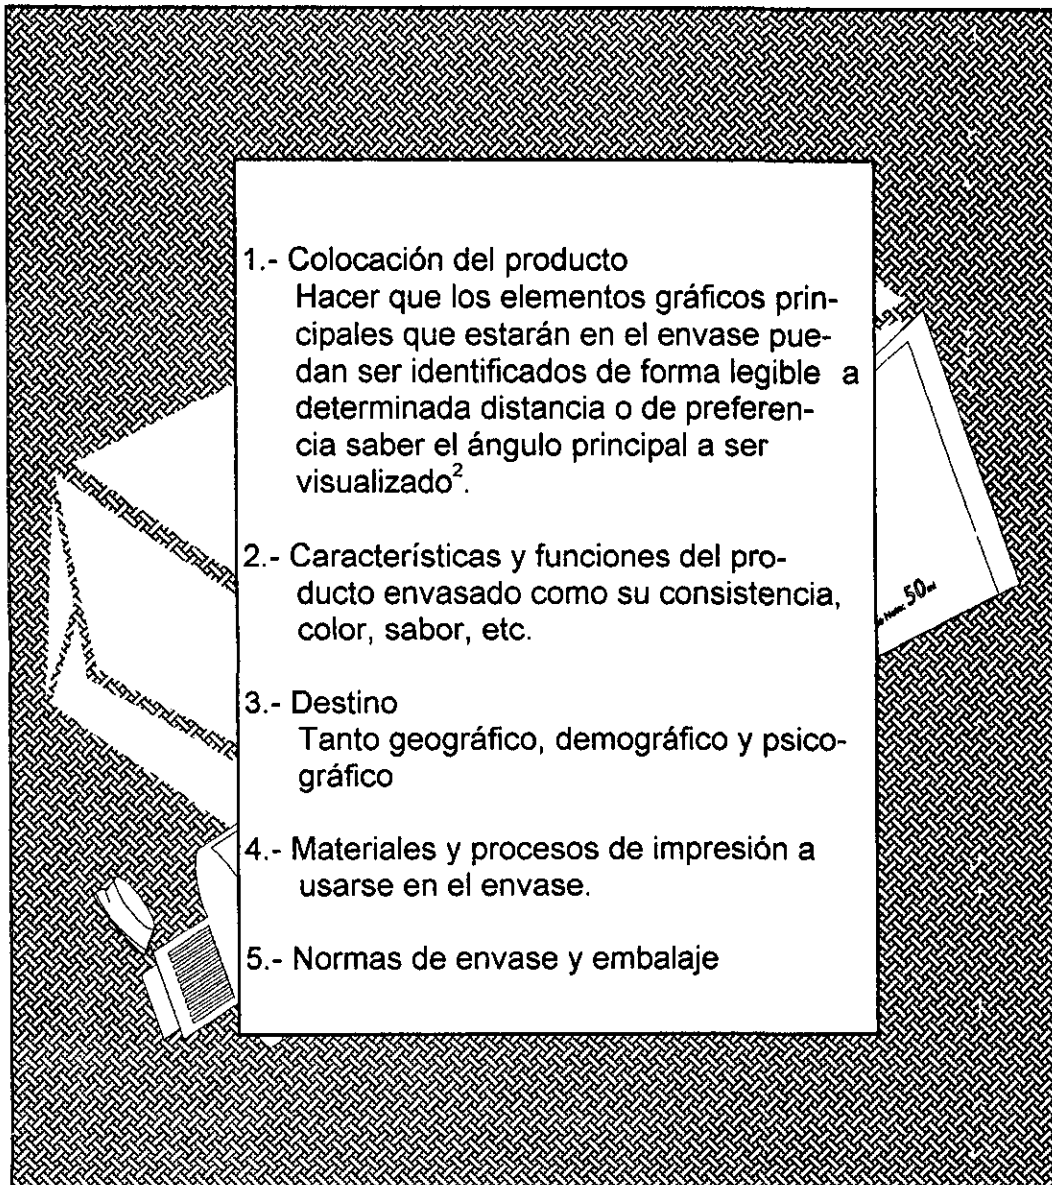 1.- Colocación del producto
Hacer que los elementos gráficos prin-
cipales que estarán en el envase pue-
dan ser identificados de forma legible a
determinada distancia o de preferen-
cia saber el ángulo principal a ser
visualizado².
2.- Características y funciones del pro-
ducto envasado como su consistencia,
color, sabor, etc.
3.- Destino
Tanto geográfico, demográfico y psico-
gráfico
4.- Materiales y procesos de impresión a
usarse en el envase.
5.- Normas de envase y embalaje
50 ml